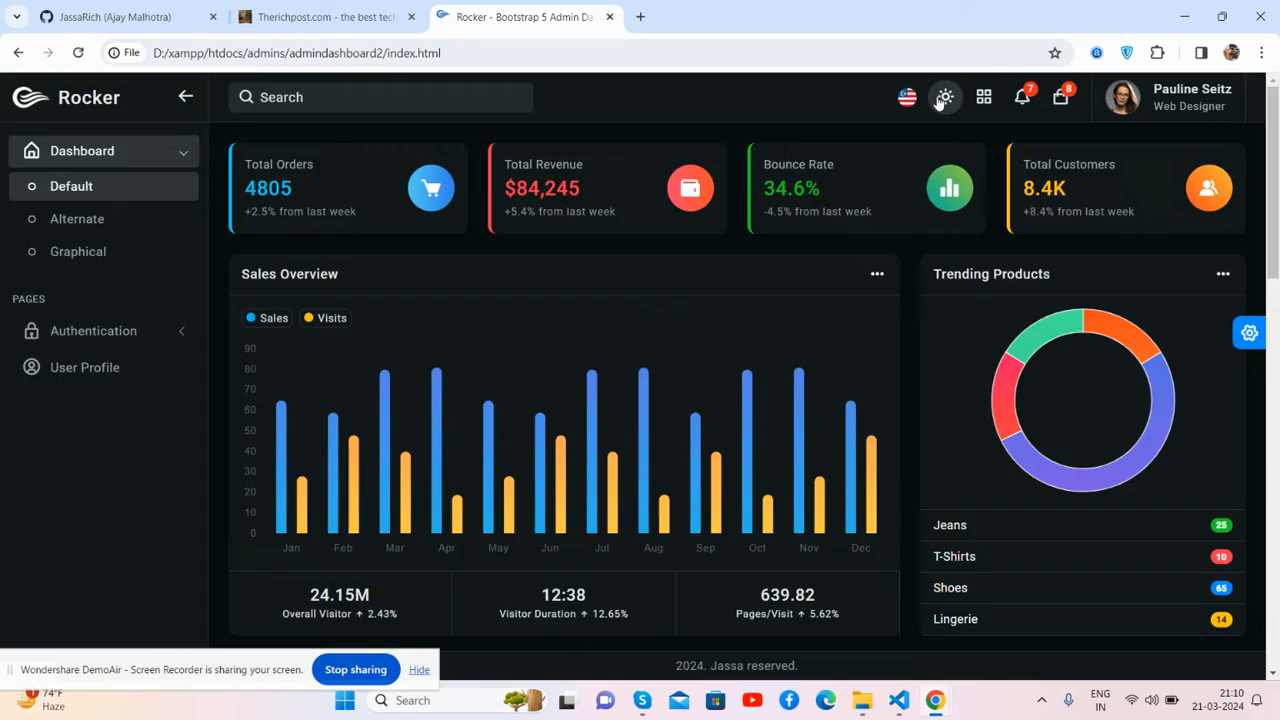 JassaRich (Ajay Malhotra)
Therichpost.com - the best tec
Rocker - Bootstrap 5 Admin Da
File
D:/xampp/htdocs/admins/admindashboard2/index.html
Rocker
Search
7
8
Pauline Seitz
Web Designer
Dashboard
Default
Alternate
Graphical
PAGES
Authentication
User Profile
Total Orders
4805
+2.5% from last week
Total Revenue
$84,245
+5.4% from last week
Bounce Rate
34.6%
-4.5% from last week
Total Customers
8.4K
+8.4% from last week
Sales Overview
Sales
Visits
90
80
70
60
50
40
30
20
10
0
Jan Feb Mar Apr May Jun Jul Aug Sep Oct Nov Dec
24.15M
Overall Visitor ↑ 2.43%
12:38
Visitor Duration ↑ 12.65%
639.82
Pages/Visit ↑ 5.62%
Trending Products
Jeans 25
T-Shirts 10
Shoes 65
Lingerie 14
2024. Jassa reserved.
Wondershare DemoAir - Screen Recorder is sharing your screen.
Stop sharing
Hide
74°F
Haze
Search
ENG
IN
21:10
21-03-2024